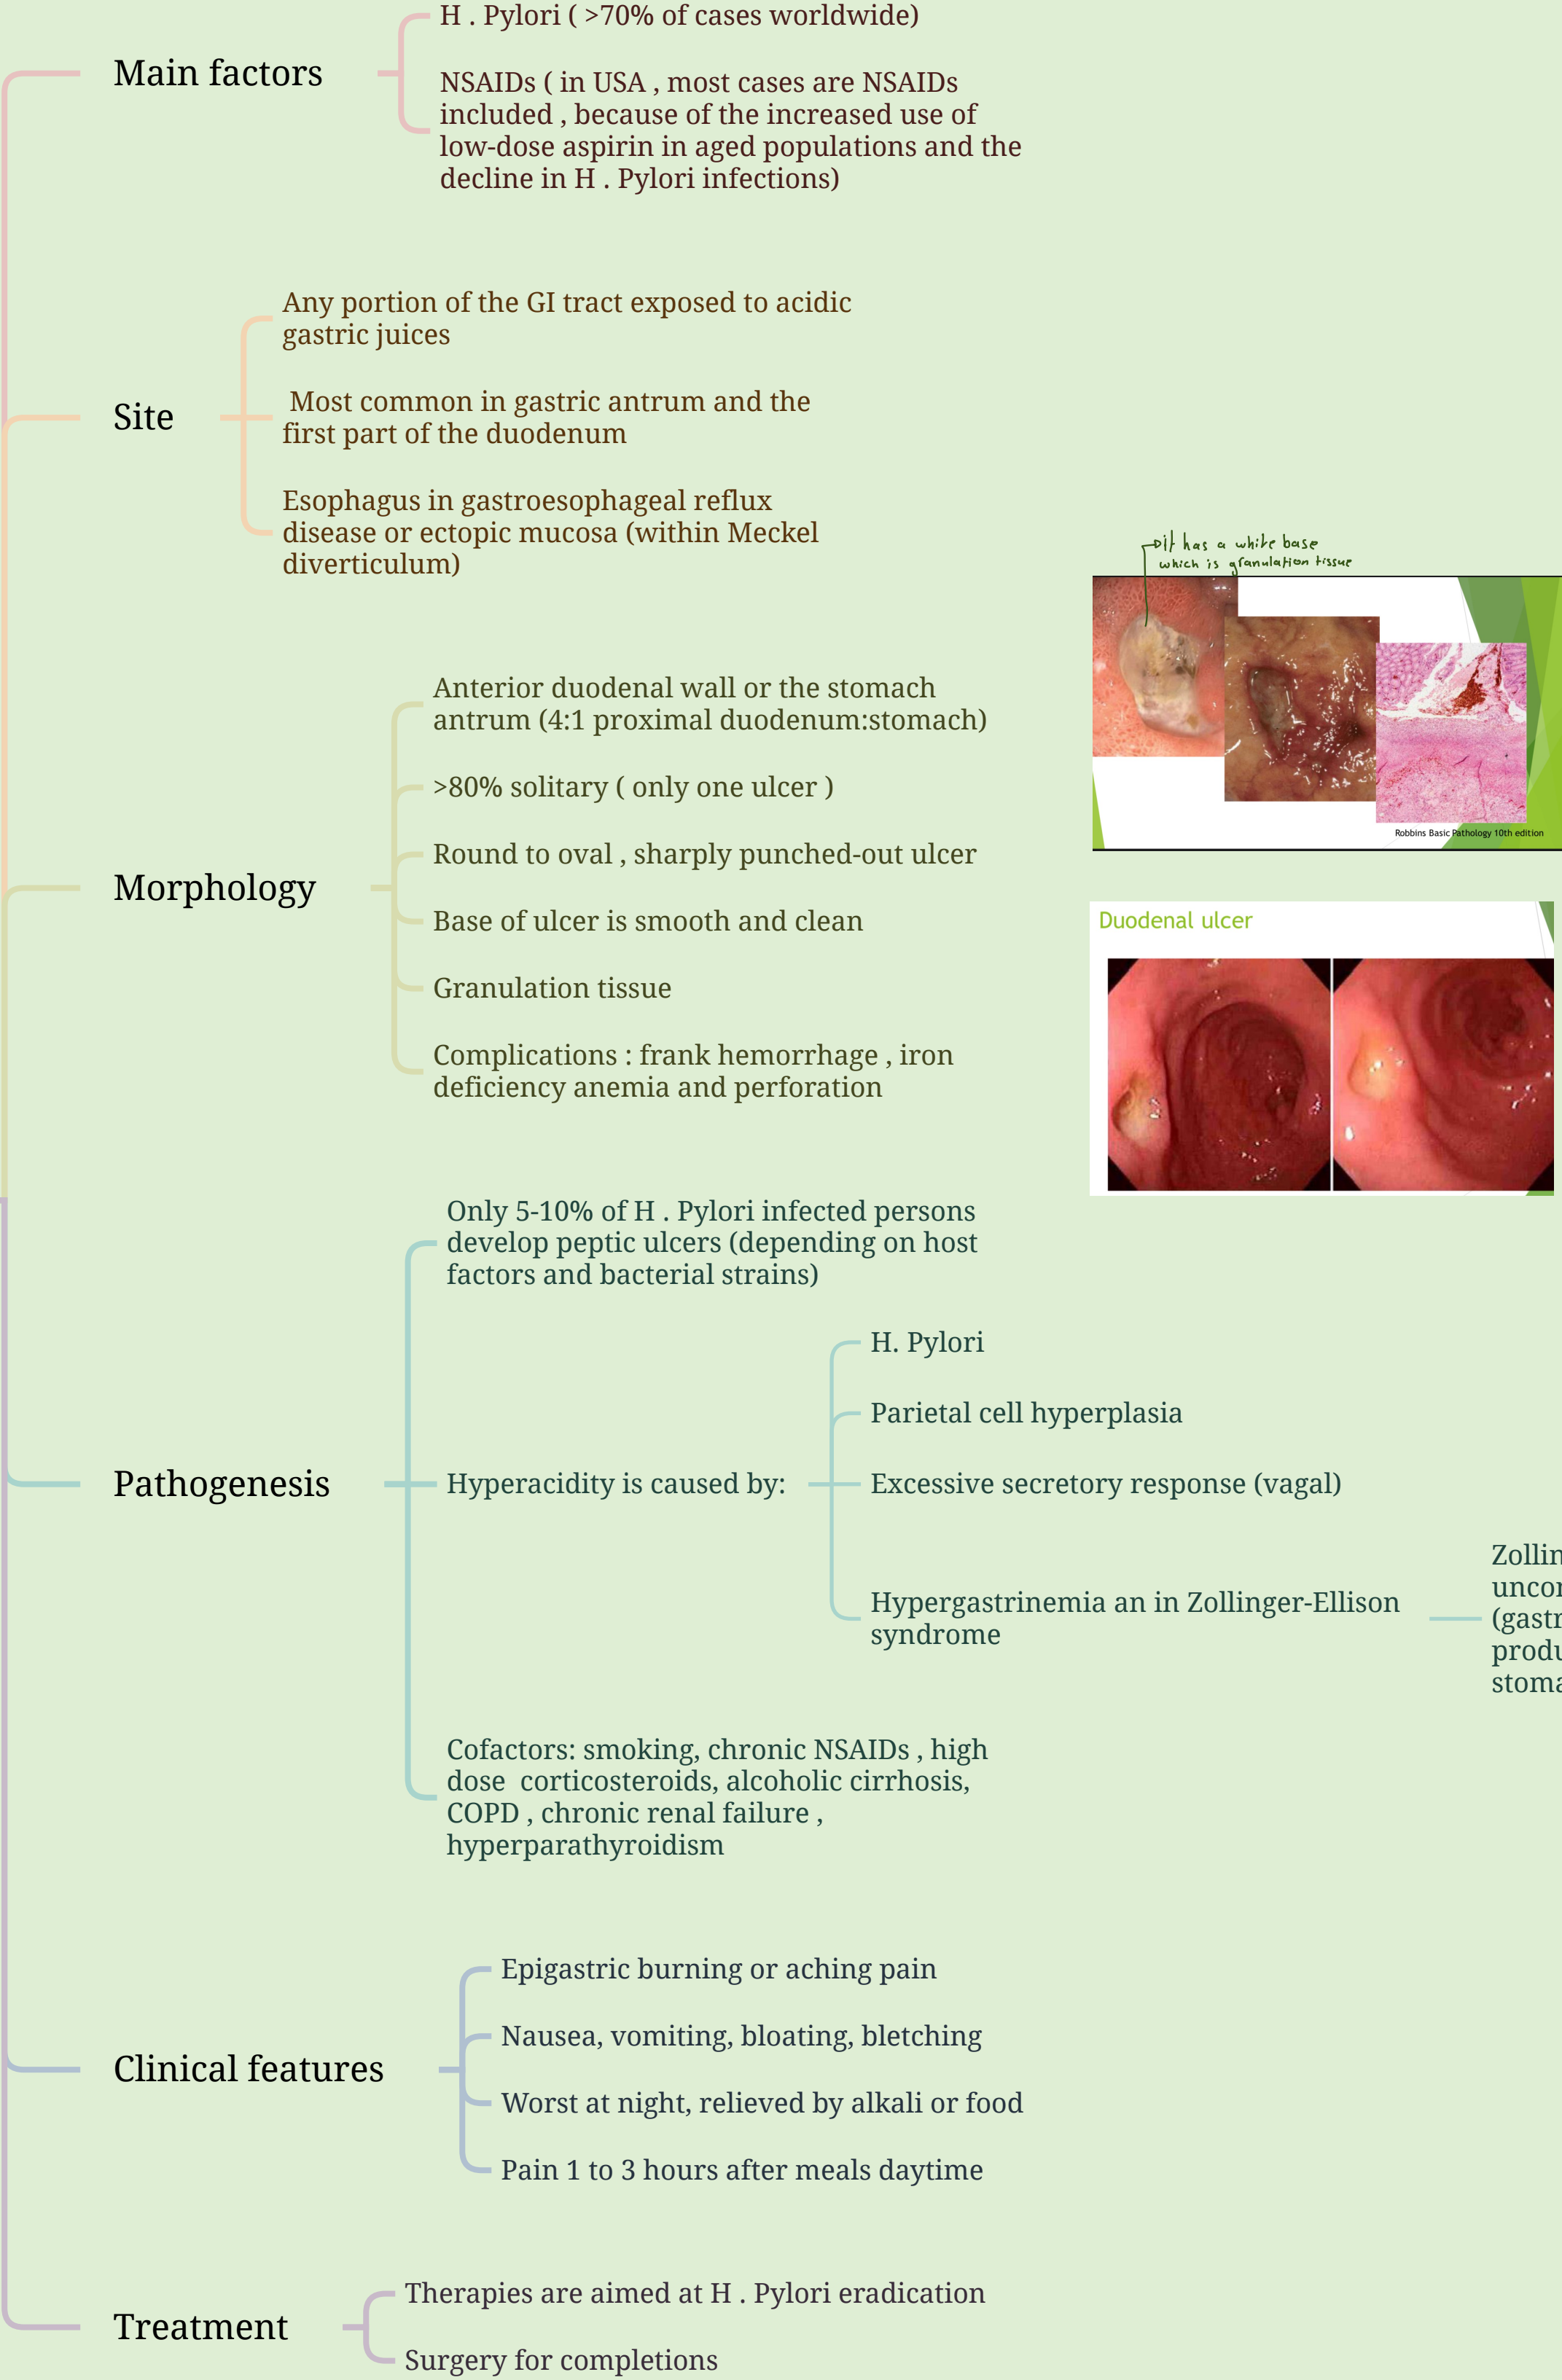 H . Pylori ( >70% of cases worldwide)
Main factors
NSAIDs ( in USA , most cases are NSAIDs
included , because of the increased use of
low-dose aspirin in aged populations and the
decline in H . Pylori infections)
Any portion of the GI tract exposed to acidic
gastric juices
Site
Most common in gastric antrum and the
first part of the duodenum
Esophagus in gastroesophageal reflux
disease or ectopic mucosa (within Meckel
diverticulum)
it has a white base
which is granulation tissue
Robbins Basic Pathology 10th edition
Morphology
Anterior duodenal wall or the stomach
antrum (4:1 proximal duodenum:stomach)
>80% solitary ( only one ulcer )
Round to oval , sharply punched-out ulcer
Base of ulcer is smooth and clean
Granulation tissue
Complications : frank hemorrhage , iron
deficiency anemia and perforation
Duodenal ulcer
Pathogenesis
Only 5-10% of H . Pylori infected persons
develop peptic ulcers (depending on host
factors and bacterial strains)
Hyperacidity is caused by:
H. Pylori
Parietal cell hyperplasia
Excessive secretory response (vagal)
Hypergastrinemia an in Zollinger-Ellison
syndrome
Cofactors: smoking, chronic NSAIDs , high
dose  corticosteroids, alcoholic cirrhosis,
COPD , chronic renal failure ,
hyperparathyroidism
Clinical features
Epigastric burning or aching pain
Nausea, vomiting, bloating, bletching
Worst at night, relieved by alkali or food
Pain 1 to 3 hours after meals daytime
Treatment
Therapies are aimed at H . Pylori eradication
Surgery for completions